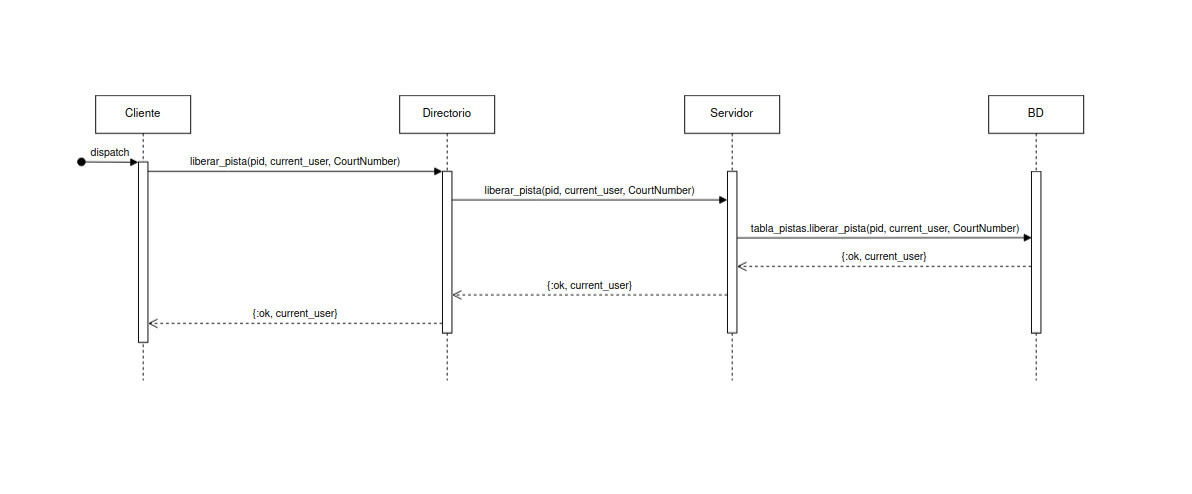 Cliente
Directorio
Servidor
BD
dispatch
liberar_pista(pid, current_user, CourtNumber)
liberar_pista(pid, current_user, CourtNumber)
tabla_pistas.liberar_pista(pid, current_user, CourtNumber)
{:ok, current_user}
{:ok, current_user}
{:ok, current_user}